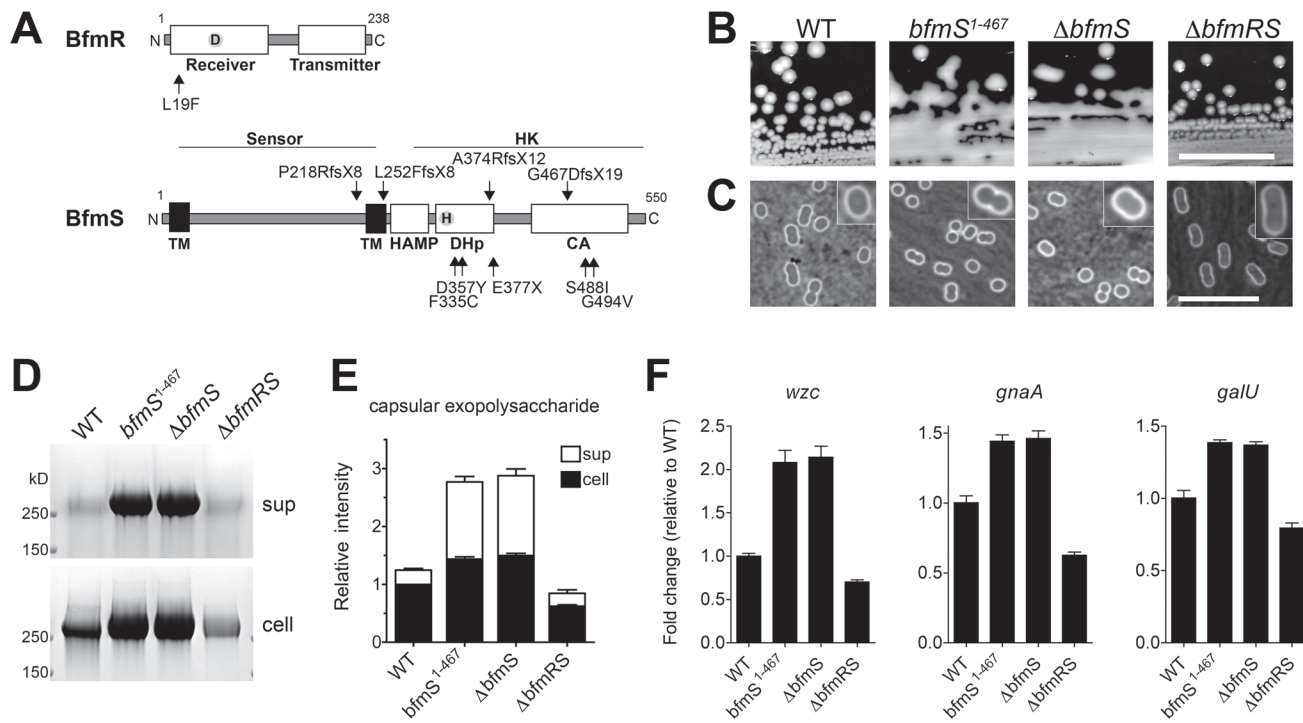 A
BfmR
1
238
N
D
C
Receiver
Transmitter
L19F
Sensor
HK
P218RfsX8
L252FfsX8
A374RfsX12
G467DfsX19
BfmS
1
550
N
H
C
TM
TM
HAMP
DHp
CA
D357Y
E377X
S488I
F335C
G494V
B
WT
bfmS¹⁻⁴⁶⁷
ΔbfmS
ΔbfmRS
C
D
WT
bfmS¹⁻⁴⁶⁷
ΔbfmS
ΔbfmRS
kD
250
150
sup
250
150
cell
E
capsular exopolysaccharide
Relative intensity
3
2
1
1
0
sup
cell
WT
bfmS¹⁻⁴⁶⁷
ΔbfmS
ΔbfmRS
F
Fold change (relative to WT)
wzc
2.5
2.0
1.5
1.0
0.5
0.0
WT
bfmS¹⁻⁴⁶⁷
ΔbfmS
ΔbfmRS
gnaA
1.5
1.0
1.5
0.0
WT
bfmS¹⁻⁴⁶⁷
ΔbfmS
ΔbfmRS
galU
1.5
1.0
1.5
0.0
WT
bfmS¹⁻⁴⁶⁷
ΔbfmS
ΔbfmRS